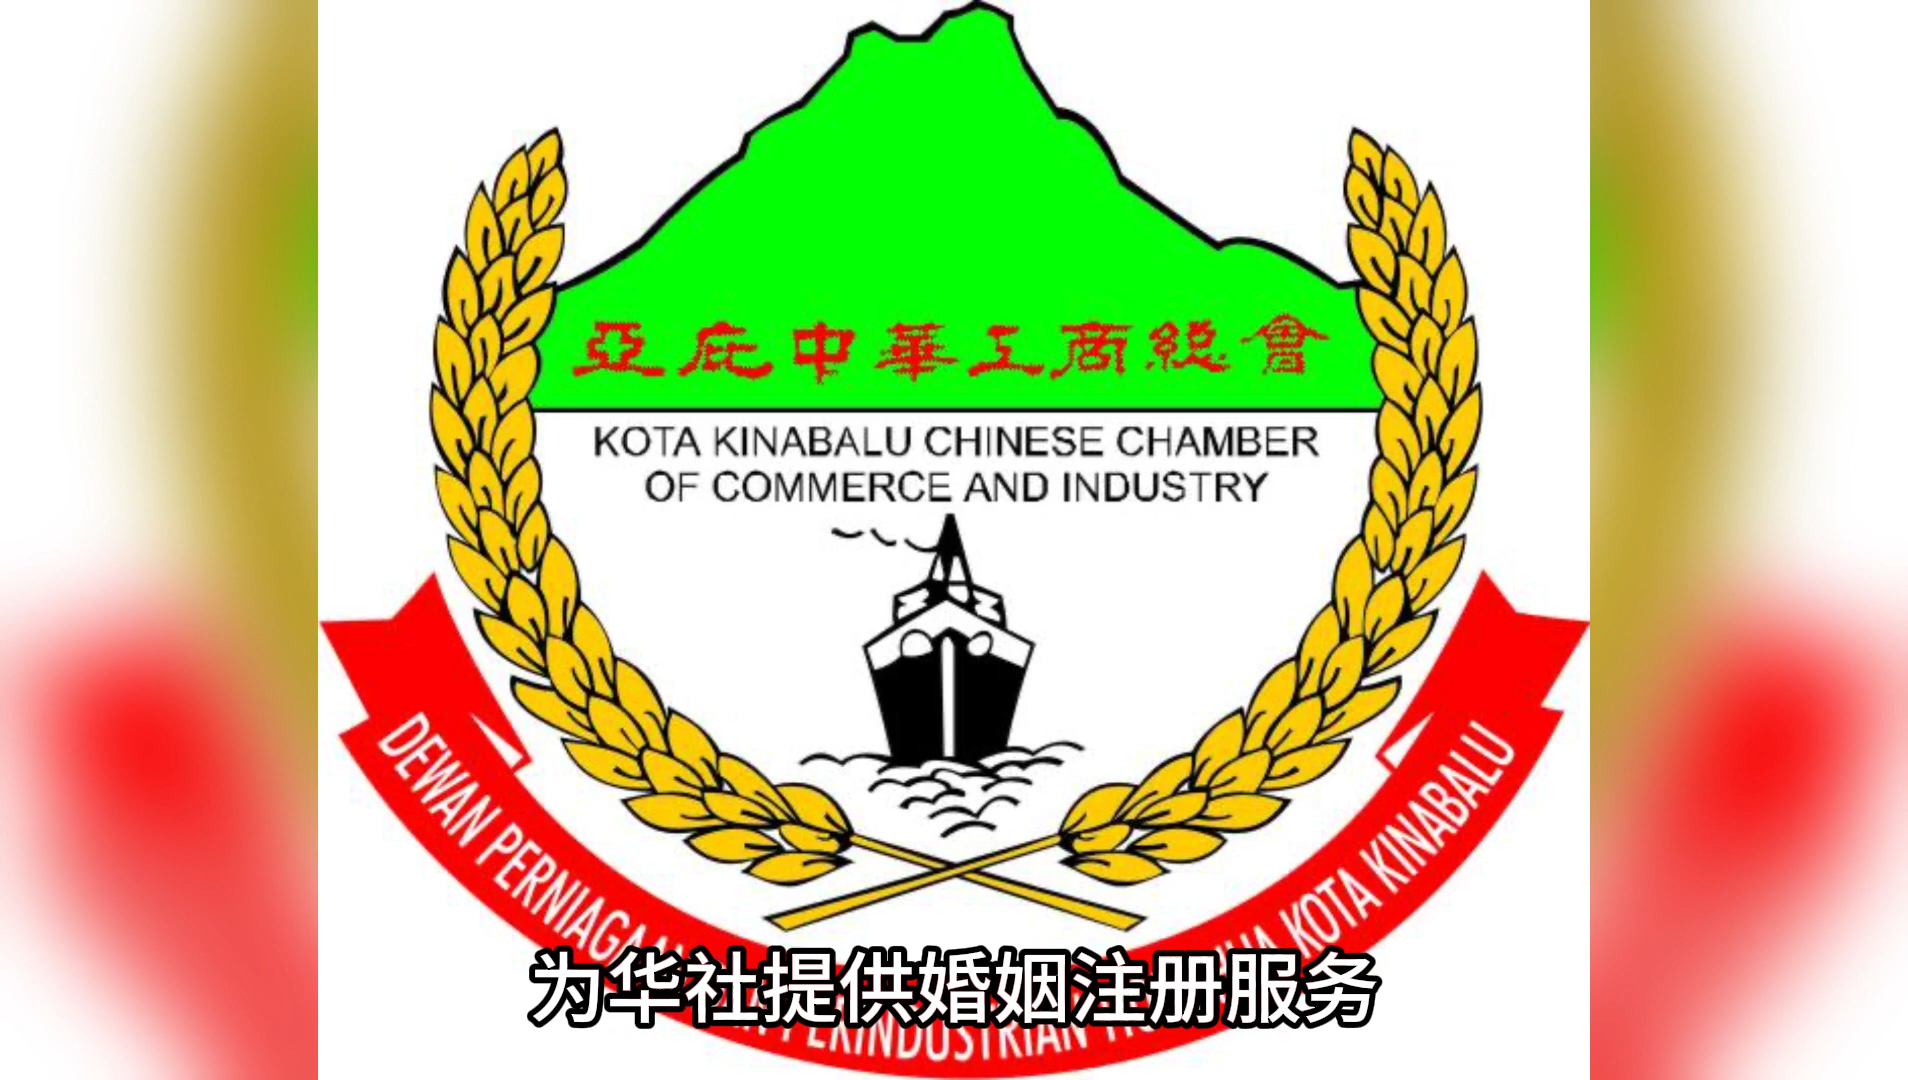 亞庇中華工商總會
KOTA KINABALU CHINESE CHAMBER
OF COMMERCE AND INDUSTRY
DEWAN PERNIAGAAN KOTA KINABALU
为华社提供婚姻注册服务